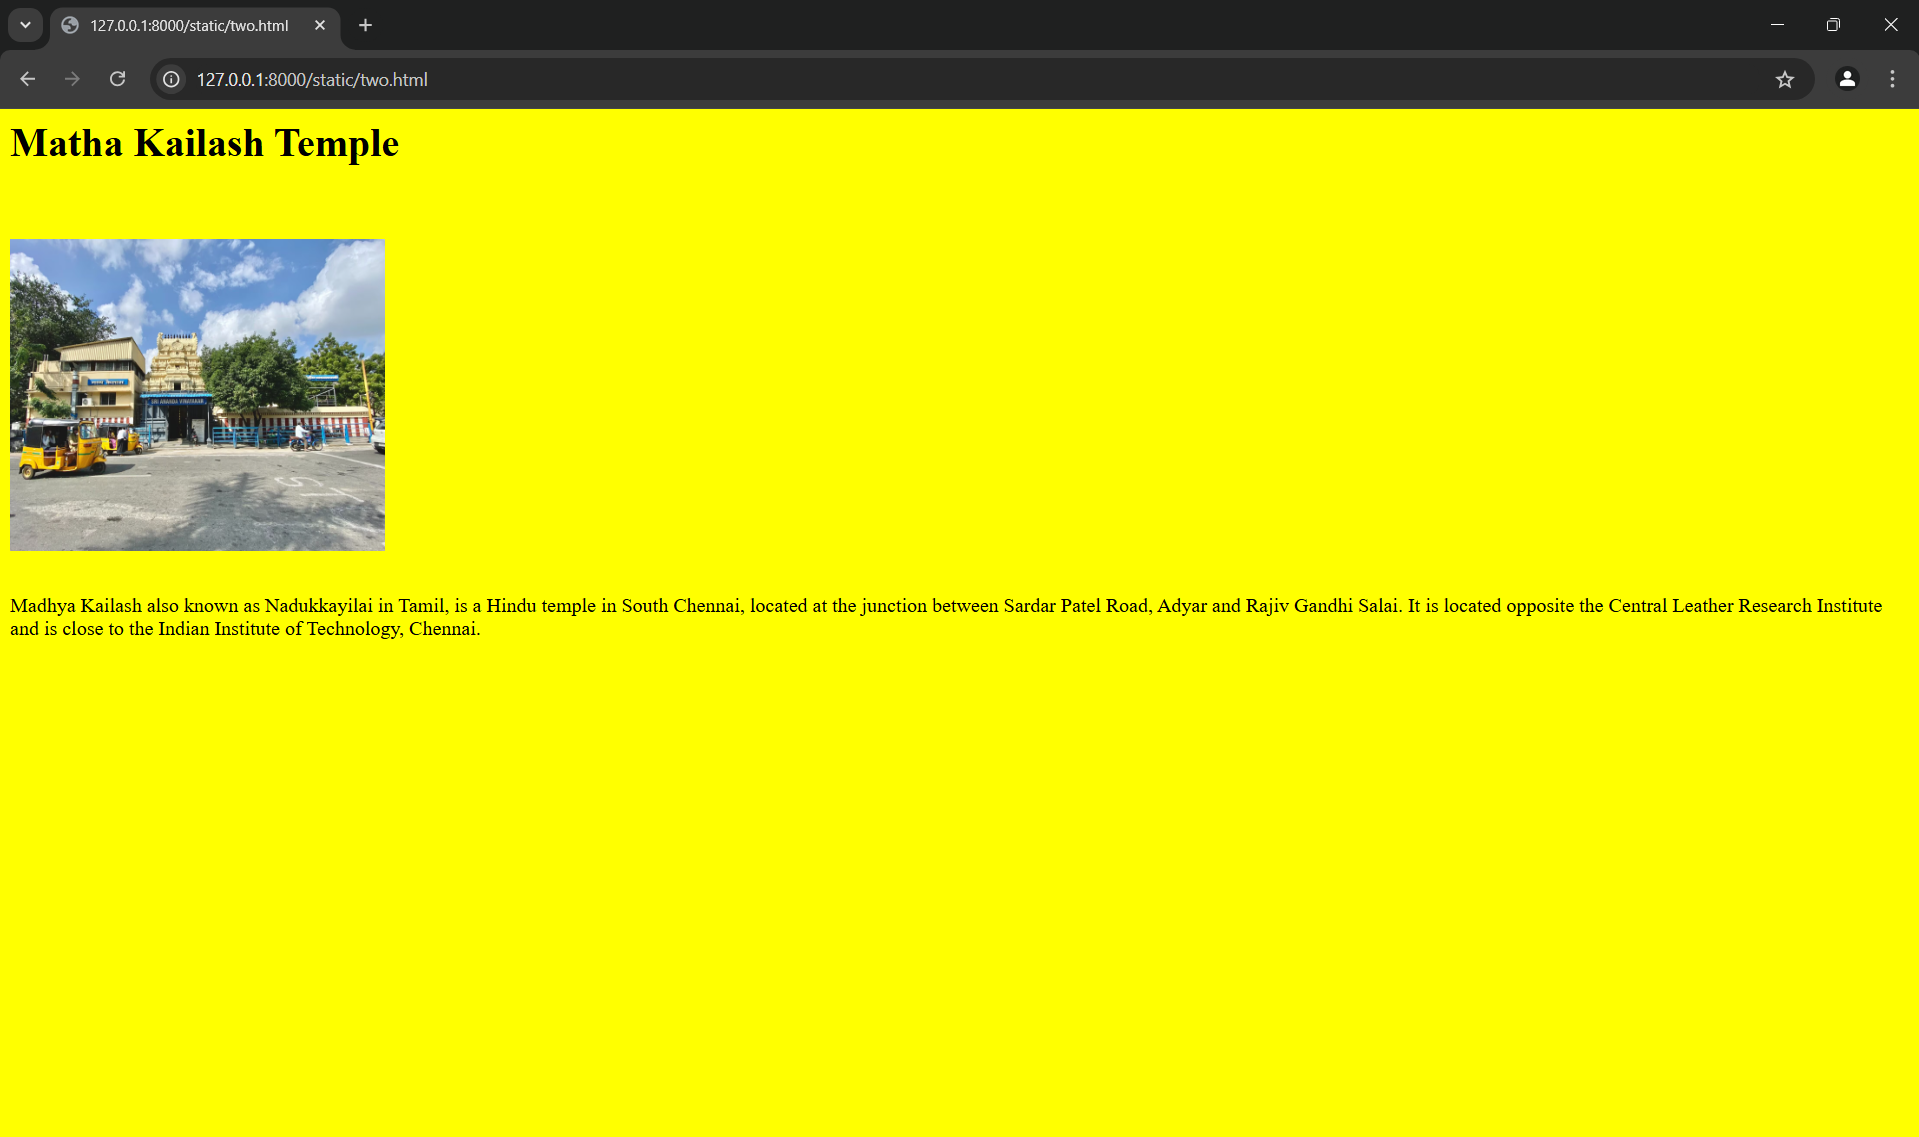 127.0.0.1:8000/static/two.html
127.0.0.1:8000/static/two.html
Matha Kailash Temple
SRI ANANDA VINAYAKAR
Madhya Kailash also known as Nadukkayilai in Tamil, is a Hindu temple in South Chennai, located at the junction between Sardar Patel Road, Adyar and Rajiv Gandhi Salai. It is located opposite the Central Leather Research Institute
and is close to the Indian Institute of Technology, Chennai.